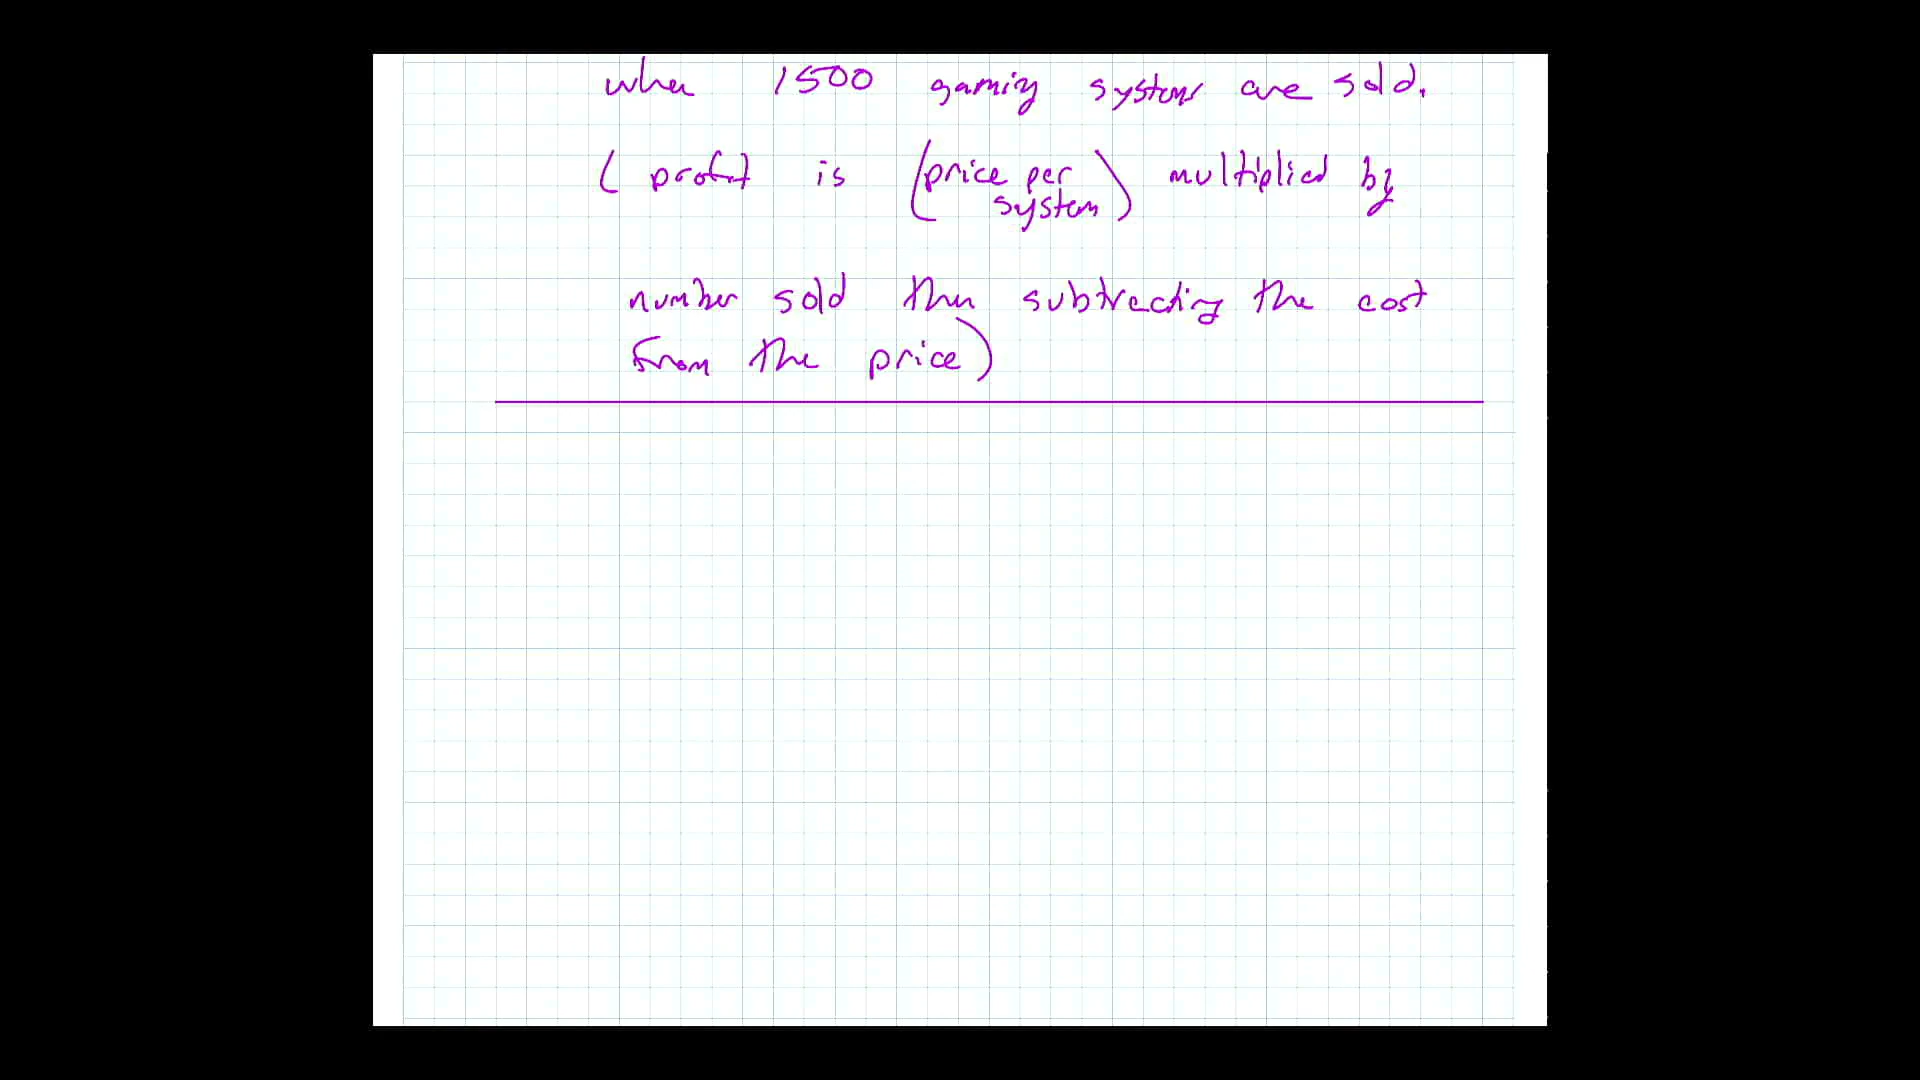 when 1500 gaming systems are sold.
( profit is (price per system) multiplied by
number sold then subtracting the cost
from the price)